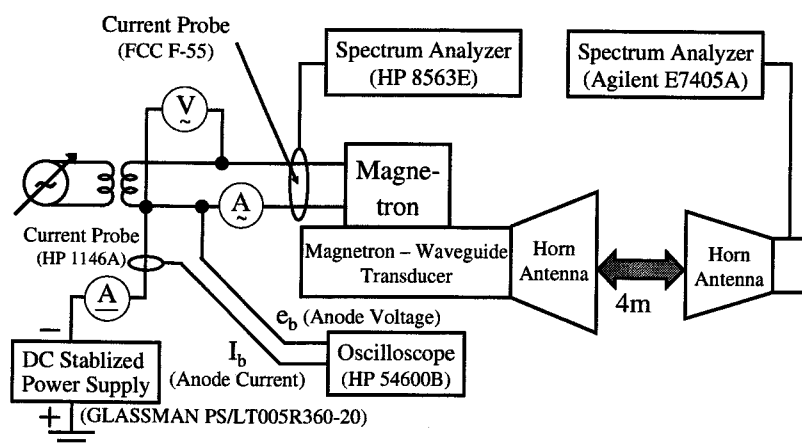 Current Probe
(FCC F-55)
Spectrum Analyzer
(HP 8563E)
Spectrum Analyzer
(Agilent E7405A)
V
~
Magne-
tron
A
~
Current Probe
(HP 1146A)
Magnetron – Waveguide
Transducer
Horn
Antenna
Horn
Antenna
4m
A
−
eb (Anode Voltage)
Ib
(Anode Current)
Oscilloscope
(HP 54600B)
DC Stablized
Power Supply
+
(GLASSMAN PS/LT005R360-20)